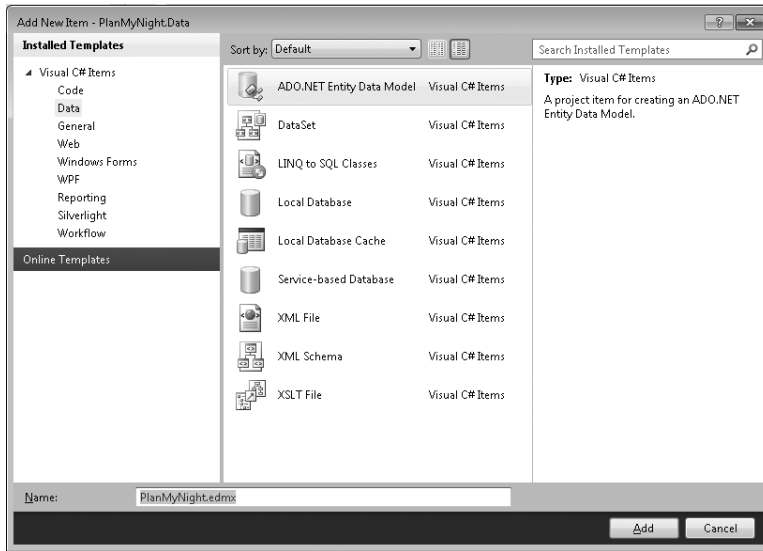 Add New Item - PlanMyNight.Data
Installed Templates
Visual C# Items
Code
Data
General
Web
Windows Forms
WPF
Reporting
Silverlight
Workflow
Online Templates
Sort by: Default
ADO.NET Entity Data Model Visual C# Items
DataSet Visual C# Items
LINQ to SQL Classes Visual C# Items
Local Database Visual C# Items
Local Database Cache Visual C# Items
Service-based Database Visual C# Items
XML File Visual C# Items
XML Schema Visual C# Items
XSLT File Visual C# Items
Search Installed Templates
Type: Visual C# Items
A project item for creating an ADO.NET
Entity Data Model.
Name: PlanMyNight.edmx
Add Cancel